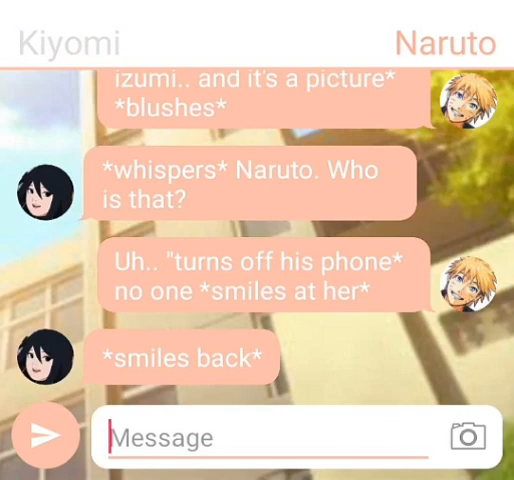 Kiyomi
Naruto
izumi.. and it's a picture*
*blushes*
*whispers* Naruto. Who
is that?
Uh.. "turns off his phone*
no one *smiles at her*
*smiles back*
Message